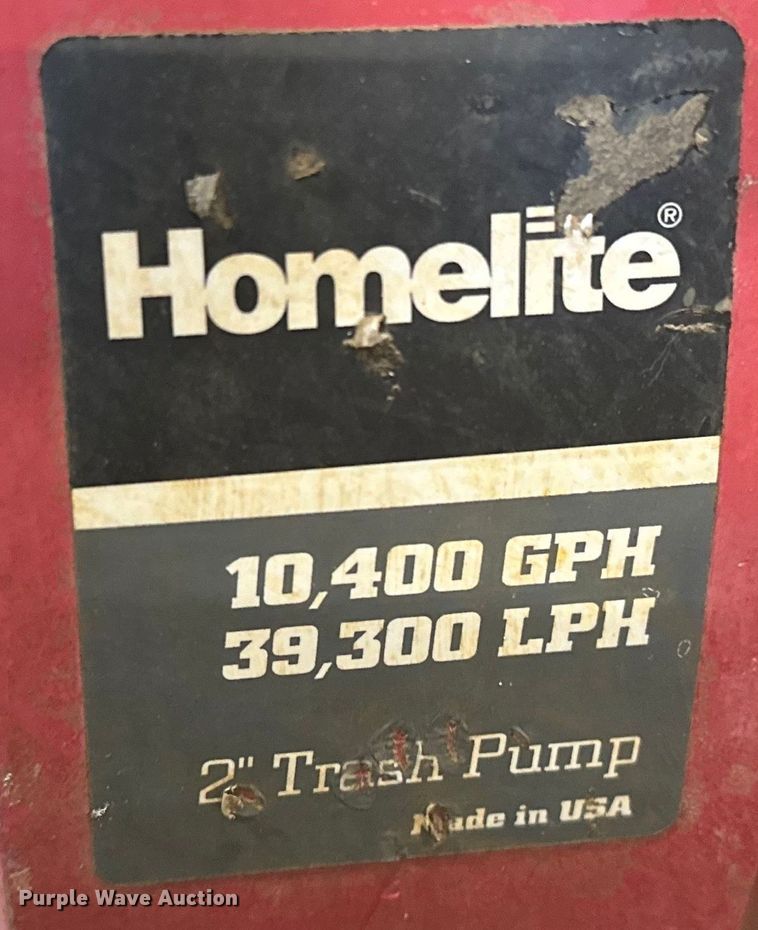 Homelite®
10,400 GPH
39,300 LPH
2" Trash Pump
Made in USA
Purple Wave Auction